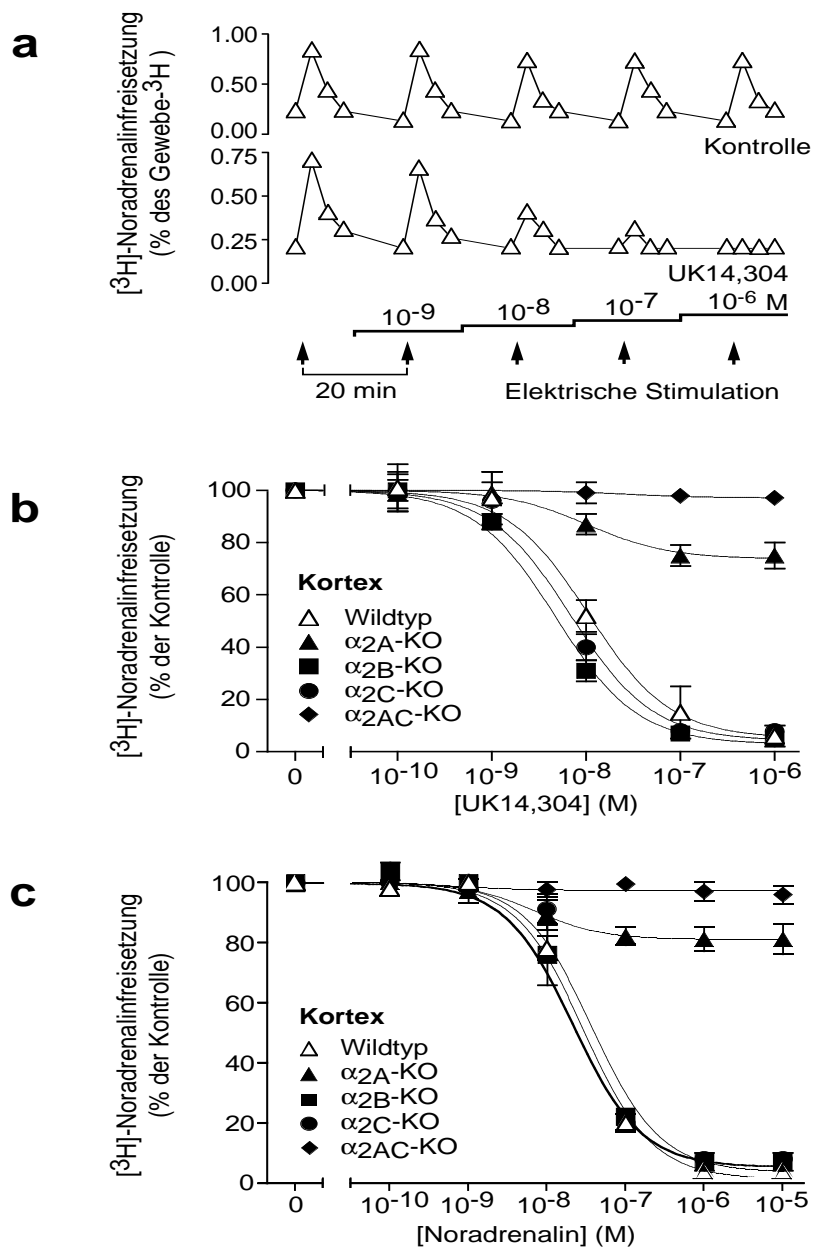 a
[³H]-Noradrenalinfreisetzung
(% des Gewebe-³H )
1.00
0.50
0.00
Kontrolle
0.75
0.50
0.25
0.00
UK14,304
10⁻⁹ 10⁻⁸ 10⁻⁷ 10⁻⁶ M
20 min
Elektrische Stimulation
b
[³H]-Noradrenalinfreisetzung
(% der Kontrolle)
100
80
60
40
20
0
Kortex
Wildtyp
α2A-KO
α2B-KO
α2C-KO
α2AC-KO
0 10⁻¹⁰ 10⁻⁹ 10⁻⁸ 10⁻⁷ 10⁻⁶
[UK14,304] (M)
c
[³H]-Noradrenalinfreisetzung
(% der Kontrolle)
100
80
60
40
20
0
Kortex
Wildtyp
α2A-KO
α2B-KO
α2C-KO
α2AC-KO
0 10⁻¹⁰ 10⁻⁹ 10⁻⁸ 10⁻⁷ 10⁻⁶ 10⁻⁵
[Noradrenalin] (M)